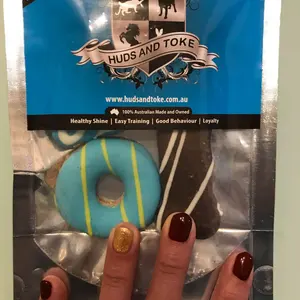 HUDS AND TOKE
www.hudsandtoke.com.au
100% Australian Made and Owned
Healthy Shine | Easy Training | Good Behaviour | Loyalty